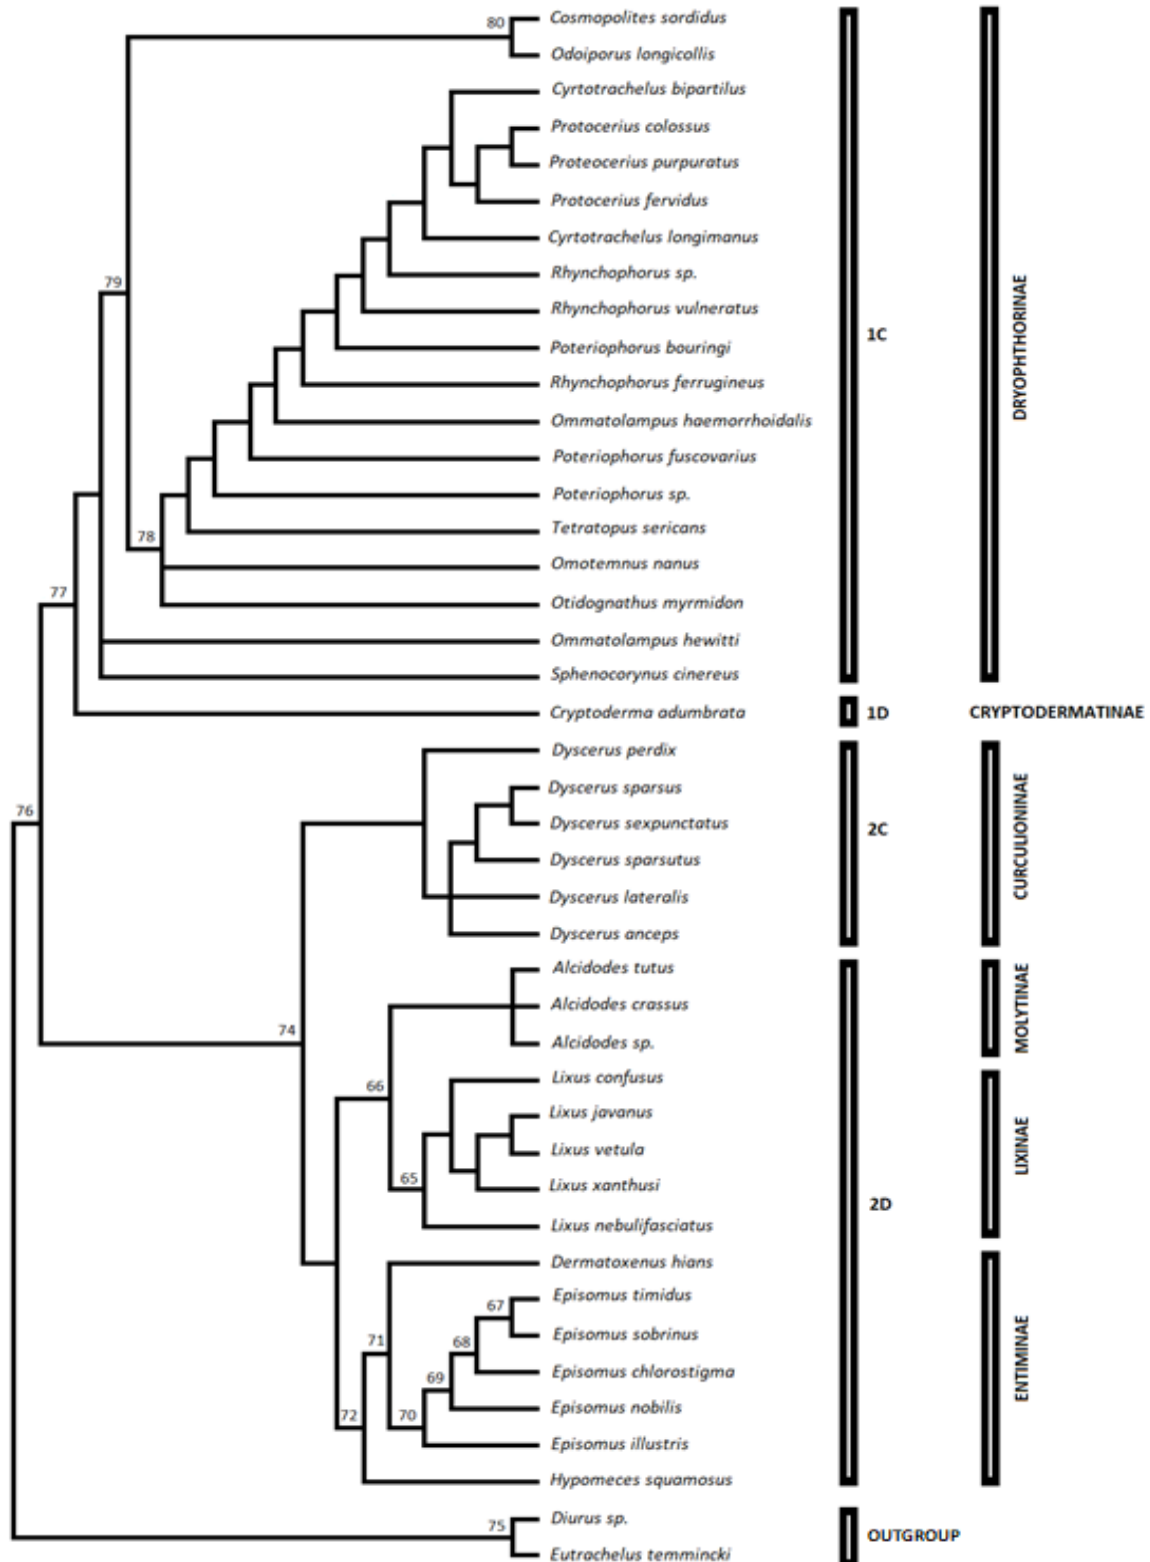 80
Cosmopolites sordidus
Odoiporus longicollis
Cyrtotrachelus bipartilus
Protocerius colossus
Proteocerius purpuratus
Protocerius fervidus
Cyrtotrachelus longimanus
Rhynchophorus sp.
79
Rhynchophorus vulneratus
1C
DRYOPHTHORINAE
Poteriophorus bouringi
Rhynchophorus ferrugineus
Ommatolampus haemorrhoidalis
Poteriophorus fuscovarius
Poteriophorus sp.
Tetratopus sericans
78
Omotemnus nanus
77
Otidognathus myrmidon
Ommatolampus hewitti
Sphenocorynus cinereus
Cryptoderma adumbrata
1D
CRYPTODERMATINAE
Dyscerus perdix
Dyscerus sparsus
76
Dyscerus sexpunctatus
2C
CURCULIONINAE
Dyscerus sparsutus
Dyscerus lateralis
Dyscerus anceps
Alcidodes tutus
Alcidodes crassus
MOLYTINAE
74
Alcidodes sp.
66
Lixus confusus
Lixus javanus
Lixus vetula
LIXINAE
65
Lixus xanthusi
2D
Lixus nebulifasciatus
Dermatoxenus hians
67
Episomus timidus
71
68
Episomus sobrinus
ENTIMINAE
69
Episomus chlorostigma
72
70
Episomus nobilis
Episomus illustris
Hypomeces squamosus
75
Diurus sp.
OUTGROUP
Eutrachelus temmincki